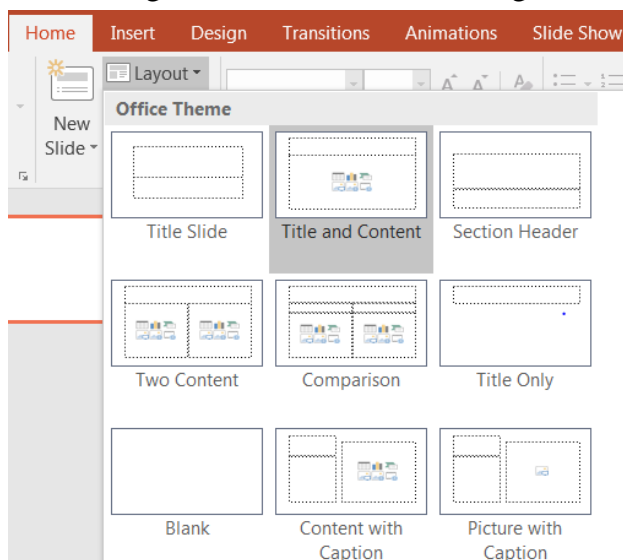 Home Insert Design Transitions Animations Slide Show
Layout
New
Slide
Office Theme
Title Slide Title and Content Section Header
Two Content Comparison Title Only
Blank Content with Caption Picture with Caption